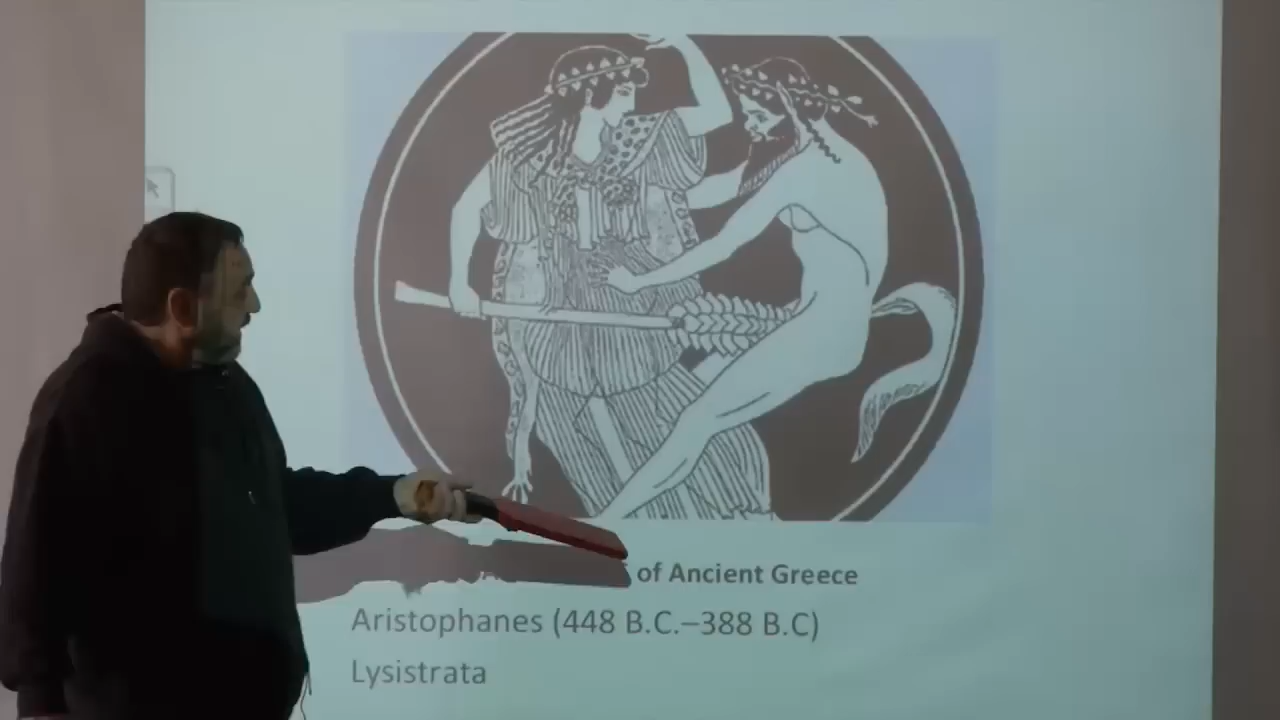 of Ancient Greece
Aristophanes (448 B.C.–388 B.C)
Lysistrata